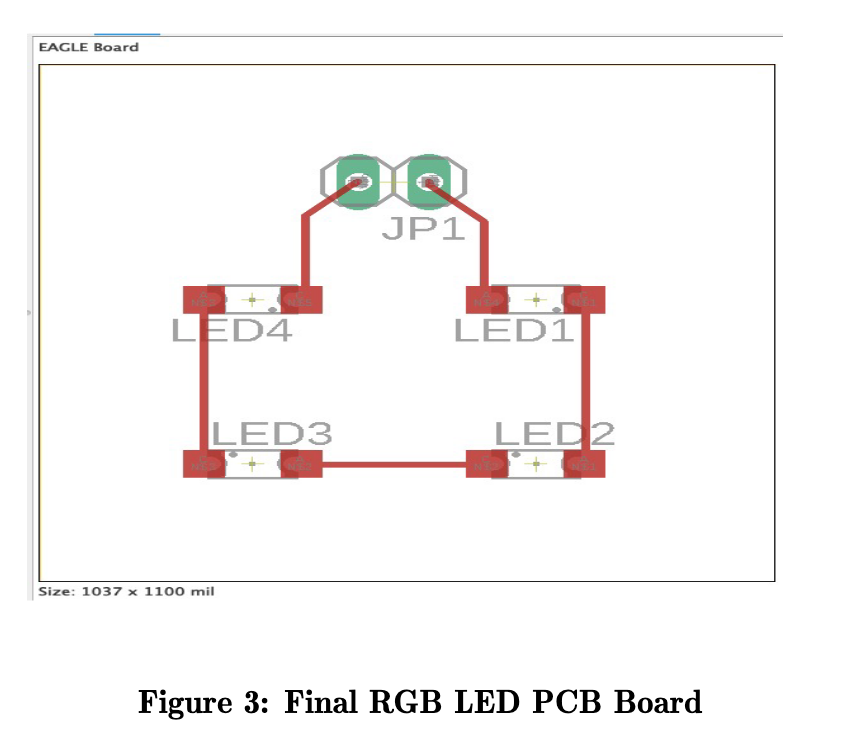 EAGLE Board
JP1
LED4
LED1
LED3
LED2
Size: 1037 x 1100 mil
Figure 3: Final RGB LED PCB Board